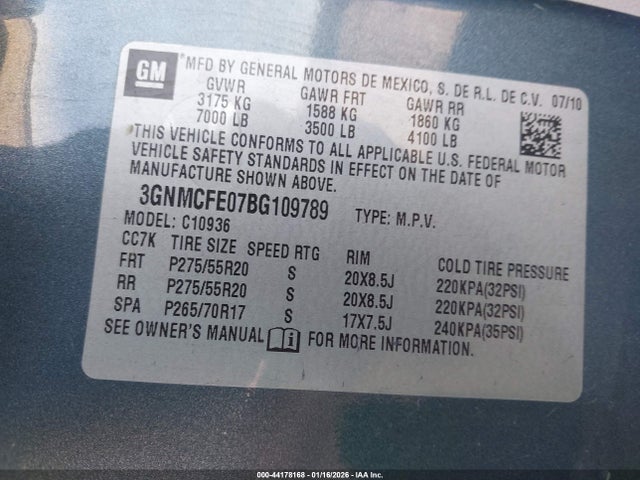 GM
MFD BY GENERAL MOTORS DE MEXICO, S. DE R.L. DE C.V. 07/10
GVWR GAWR FRT GAWR RR
3175 KG 1588 KG 1860 KG
7000 LB 3500 LB 4100 LB
THIS VEHICLE CONFORMS TO ALL APPLICABLE U.S. FEDERAL MOTOR
VEHICLE SAFETY STANDARDS IN EFFECT ON THE DATE OF
MANUFACTURE SHOWN ABOVE.
3GNMCFE07BG109789 TYPE: M.P.V.
MODEL: C10936
CC7K TIRE SIZE SPEED RTG RIM COLD TIRE PRESSURE
FRT P275/55R20 S 20X8.5J 220KPA(32PSI)
RR P275/55R20 S 20X8.5J 220KPA(32PSI)
SPA P265/70R17 S 17X7.5J 240KPA(35PSI)
SEE OWNER'S MANUAL i FOR MORE INFORMATION.
000-44178168 - 01/16/2026 - IAA Inc.